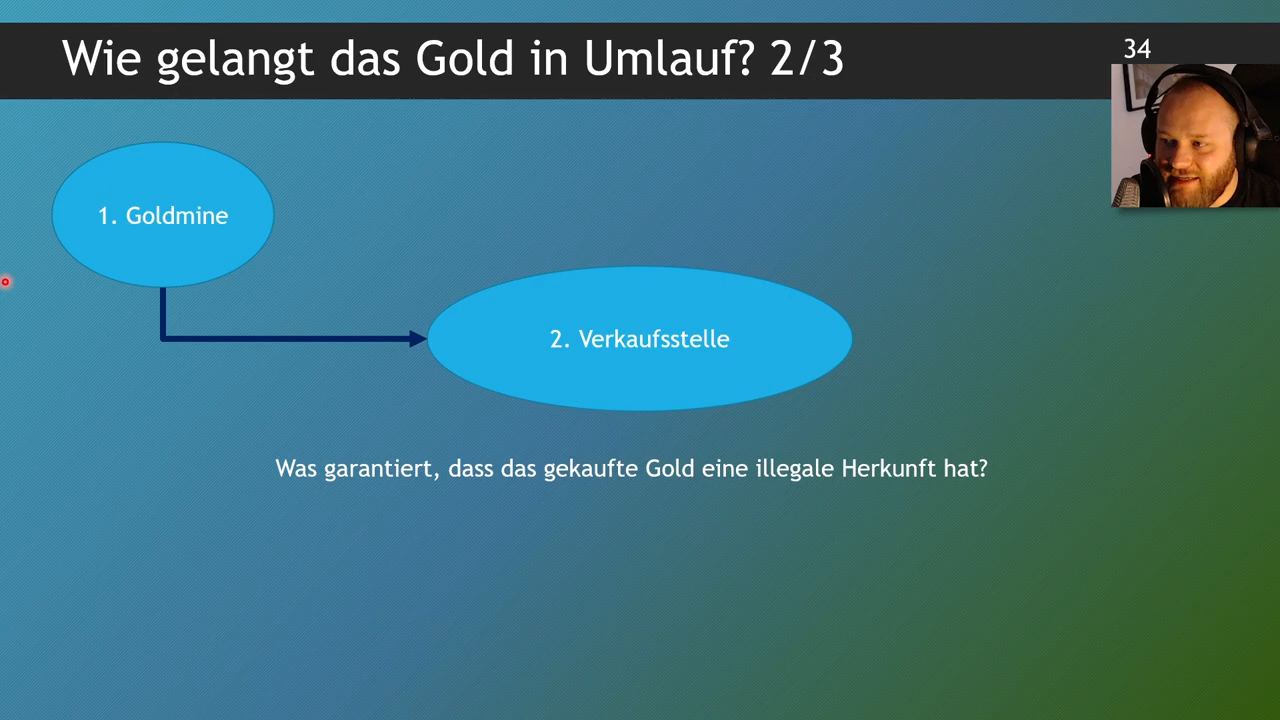 Wie gelangt das Gold in Umlauf? 2/3
34
1. Goldmine
2. Verkaufsstelle
Was garantiert, dass das gekaufte Gold eine illegale Herkunft hat?